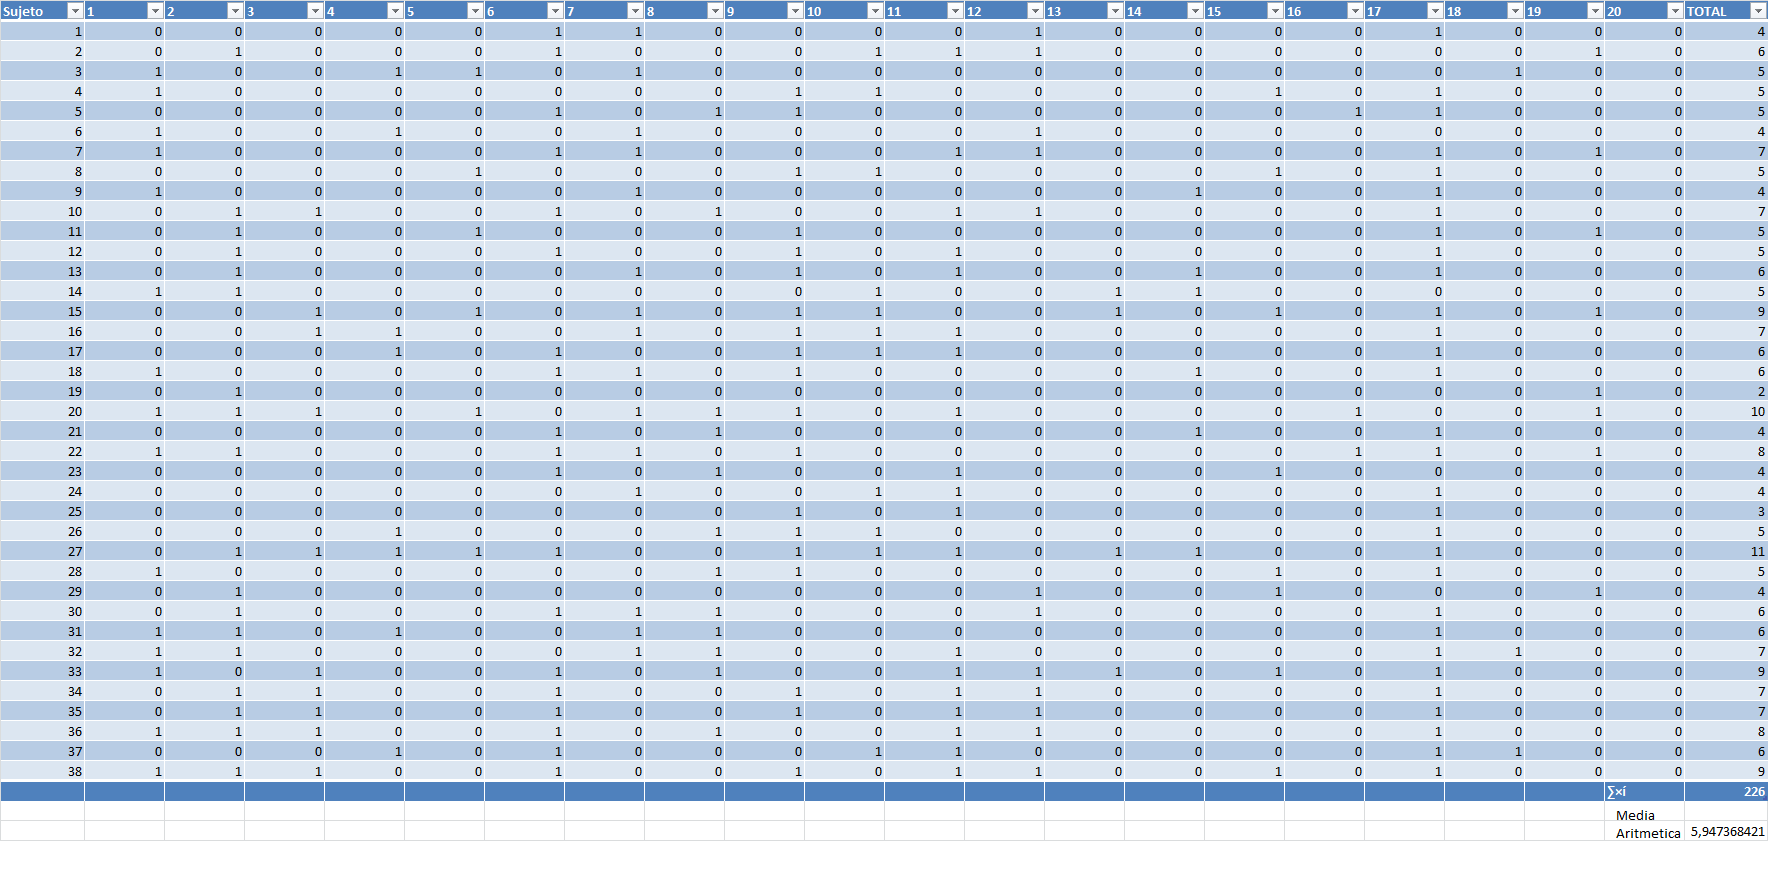 Sujeto 1 2 3 4 5 6 7 8 9 10 11 12 13 14 15 16 17 18 19 20 TOTAL
1 0 0 0 0 0 1 1 0 0 0 0 1 0 0 0 0 1 0 0 0 4
2 0 1 0 0 0 1 0 0 0 1 1 1 0 0 0 0 0 0 1 0 6
3 1 0 0 1 1 0 1 0 0 0 0 0 0 0 0 0 0 1 0 0 5
4 1 0 0 0 0 0 0 0 1 1 0 0 0 0 1 0 1 0 0 0 5
5 0 0 0 0 0 1 0 1 1 0 0 0 0 0 0 1 1 0 0 0 5
6 1 0 0 1 0 0 1 0 0 0 0 1 0 0 0 0 0 0 0 0 4
7 1 0 0 0 0 1 1 0 0 0 1 1 0 0 0 0 1 0 1 0 7
8 0 0 0 0 1 0 0 0 1 1 0 0 0 0 1 0 1 0 0 0 5
9 1 0 0 0 0 0 1 0 0 0 0 0 0 1 0 0 1 0 0 0 4
10 0 1 1 0 0 1 0 1 0 0 1 1 0 0 0 0 1 0 0 0 7
11 0 1 0 0 1 0 0 0 1 0 0 0 0 0 0 0 1 0 1 0 5
12 0 1 0 0 0 1 0 0 1 0 1 0 0 0 0 0 1 0 0 0 5
13 0 1 0 0 0 0 1 0 1 0 1 0 0 1 0 0 1 0 0 0 6
14 1 1 0 0 0 0 0 0 0 1 0 0 1 1 0 0 0 0 0 0 5
15 0 0 1 0 1 0 1 0 1 1 0 0 1 0 1 0 1 0 1 0 9
16 0 0 1 1 0 0 1 0 1 1 1 0 0 0 0 0 1 0 0 0 7
17 0 0 0 1 0 1 0 0 1 1 1 0 0 0 0 0 1 0 0 0 6
18 1 0 0 0 0 1 1 0 1 0 0 0 0 1 0 0 1 0 0 0 6
19 0 1 0 0 0 0 0 0 0 0 0 0 0 0 0 0 0 0 1 0 2
20 1 1 1 0 1 0 1 1 1 0 1 0 0 0 0 1 0 0 1 0 10
21 0 0 0 0 0 1 0 1 0 0 0 0 0 1 0 0 1 0 0 0 4
22 1 1 0 0 0 1 1 0 1 0 0 0 0 0 0 1 1 0 1 0 8
23 0 0 0 0 0 1 0 1 0 0 1 0 0 0 1 0 0 0 0 0 4
24 0 0 0 0 0 0 1 0 0 1 1 0 0 0 0 0 1 0 0 0 4
25 0 0 0 0 0 0 0 0 1 0 1 0 0 0 0 0 1 0 0 0 3
26 0 0 0 1 0 0 0 1 1 1 0 0 0 0 0 0 1 0 0 0 5
27 0 1 1 1 1 1 0 0 1 1 1 0 1 1 0 0 1 0 0 0 11
28 1 0 0 0 0 0 0 1 1 0 0 0 0 0 1 0 1 0 0 0 5
29 0 1 0 0 0 0 0 0 0 0 0 1 0 0 1 0 0 0 1 0 4
30 0 1 0 0 0 1 1 1 0 0 0 1 0 0 0 0 1 0 0 0 6
31 1 1 0 1 0 0 1 1 0 0 0 0 0 0 0 0 1 0 0 0 6
32 1 1 0 0 0 0 1 1 0 0 1 0 0 0 0 0 1 1 0 0 7
33 1 0 1 0 0 1 0 1 0 0 1 1 1 0 1 0 1 0 0 0 9
34 0 1 1 0 0 1 0 0 1 0 1 1 0 0 0 0 1 0 0 0 7
35 0 1 1 0 0 1 0 0 1 0 1 1 0 0 0 0 1 0 0 0 7
36 1 1 1 0 0 1 0 1 0 0 1 1 0 0 0 0 1 0 0 0 8
37 0 0 0 1 0 1 0 0 0 1 1 0 0 0 0 0 1 1 0 0 6
38 1 1 1 0 0 1 0 0 1 0 1 1 0 0 1 0 1 0 0 0 9
∑×í 226
Media
Aritmetica 5,947368421